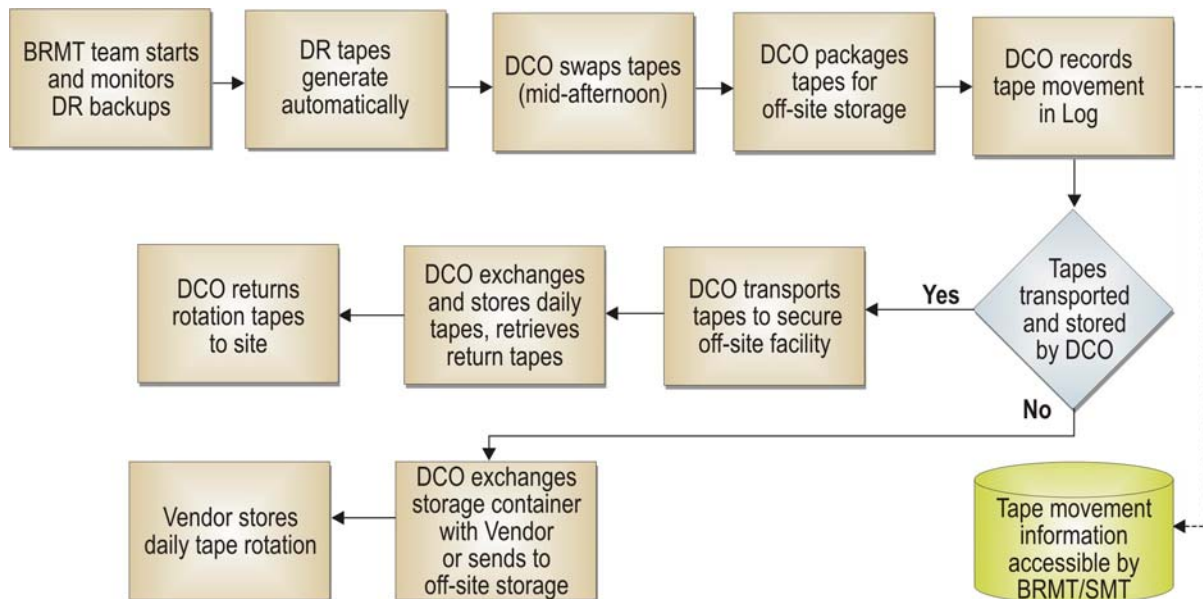 BRMT team starts
and monitors
DR backups
DR tapes
generate
automatically
DCO swaps tapes
(mid-afternoon)
DCO packages
tapes for
off-site storage
DCO records
tape movement
in Log
Tapes
transported
and stored
by DCO
Yes
DCO transports
tapes to secure
off-site facility
DCO exchanges
and stores daily
tapes, retrieves
return tapes
DCO returns
rotation tapes
to site
No
DCO exchanges
storage container
with Vendor
or sends to
off-site storage
Vendor stores
daily tape rotation
Tape movement
information
accessible by
BRMT/SMT